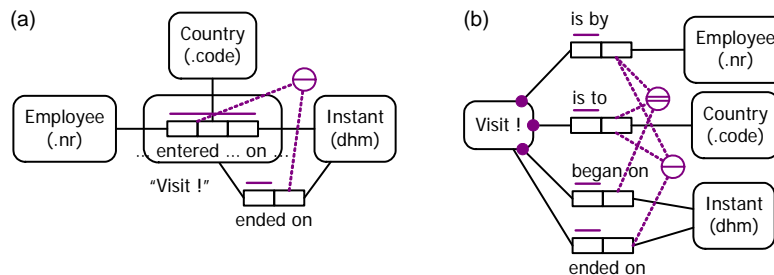 (a)
Country
(.code)
Employee
(.nr)
Instant
(dhm)
... entered ... on ...
"Visit !"
ended on
(b)
is by
Employee
(.nr)
Visit !
is to
Country
(.code)
began on
Instant
(dhm)
ended on